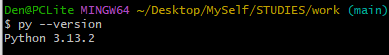 Den@PCLite MINGW64 ~/Desktop/MySelf/STUDIES/work (main)
$ py --version
Python 3.13.2